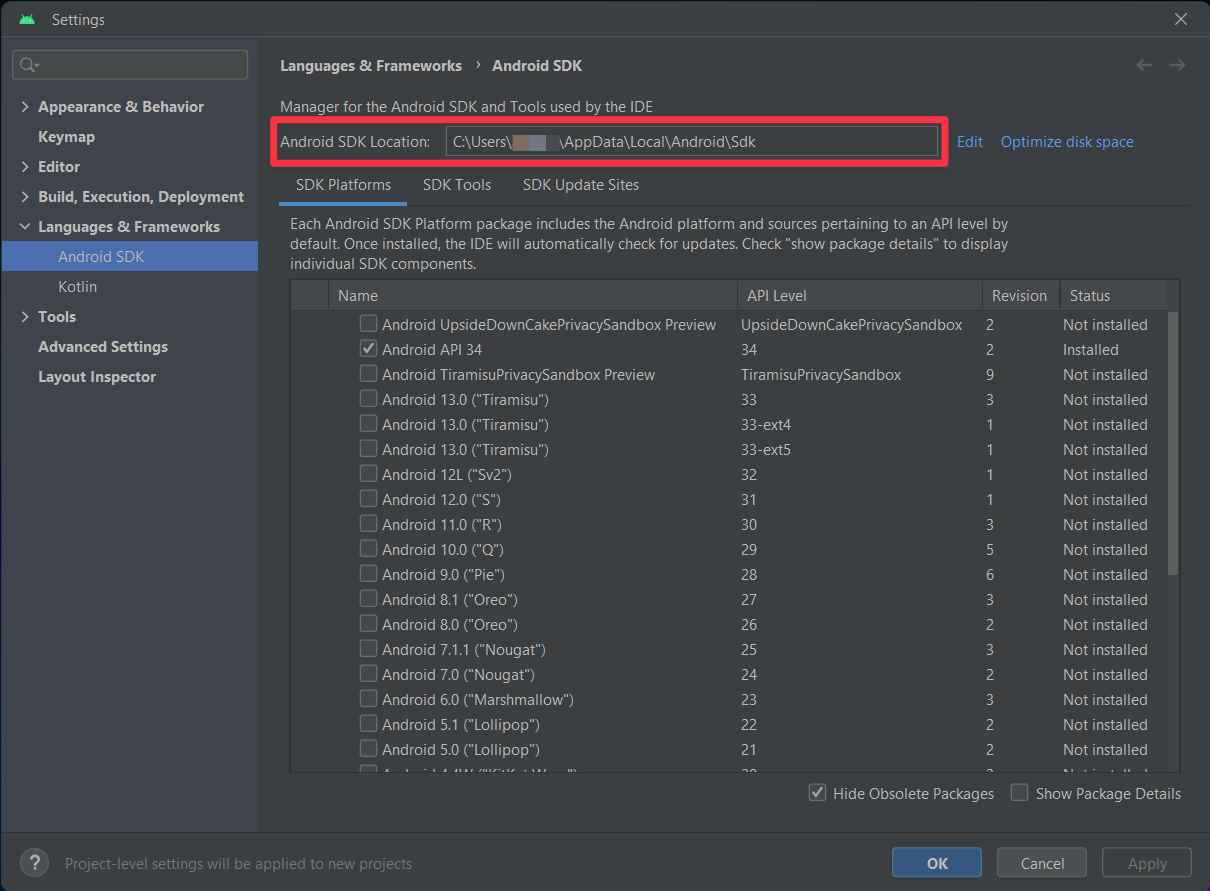 Settings
Appearance & Behavior
Keymap
Editor
Build, Execution, Deployment
Languages & Frameworks
Android SDK
Kotlin
Tools
Advanced Settings
Layout Inspector
Languages & Frameworks › Android SDK
Manager for the Android SDK and Tools used by the IDE
Android SDK Location: C:\Users\ \AppData\Local\Android\Sdk Edit Optimize disk space
SDK Platforms SDK Tools SDK Update Sites
Each Android SDK Platform package includes the Android platform and sources pertaining to an API level by
default. Once installed, the IDE will automatically check for updates. Check "show package details" to display
individual SDK components.
Name API Level Revision Status
Android UpsideDownCakePrivacySandbox Preview UpsideDownCakePrivacySandbox 2 Not installed
Android API 34 34 2 Installed
Android TiramisuPrivacySandbox Preview TiramisuPrivacySandbox 9 Not installed
Android 13.0 ("Tiramisu") 33 3 Not installed
Android 13.0 ("Tiramisu") 33-ext4 1 Not installed
Android 13.0 ("Tiramisu") 33-ext5 1 Not installed
Android 12L ("Sv2") 32 1 Not installed
Android 12.0 ("S") 31 1 Not installed
Android 11.0 ("R") 30 3 Not installed
Android 10.0 ("Q") 29 5 Not installed
Android 9.0 ("Pie") 28 6 Not installed
Android 8.1 ("Oreo") 27 3 Not installed
Android 8.0 ("Oreo") 26 2 Not installed
Android 7.1.1 ("Nougat") 25 3 Not installed
Android 7.0 ("Nougat") 24 2 Not installed
Android 6.0 ("Marshmallow") 23 3 Not installed
Android 5.1 ("Lollipop") 22 2 Not installed
Android 5.0 ("Lollipop") 21 2 Not installed
Hide Obsolete Packages Show Package Details
? Project-level settings will be applied to new projects
OK Cancel Apply